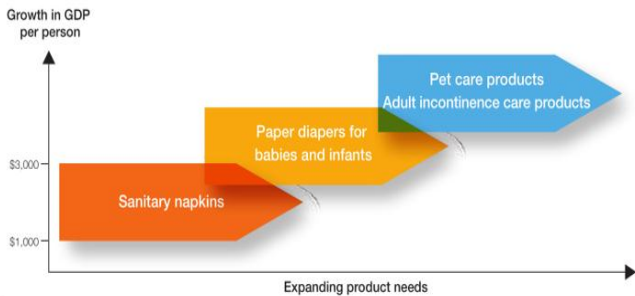 Growth in GDP
per person
Pet care products
Adult incontinence care products
Paper diapers for
babies and infants
$3,000
Sanitary napkins
$1,000
Expanding product needs